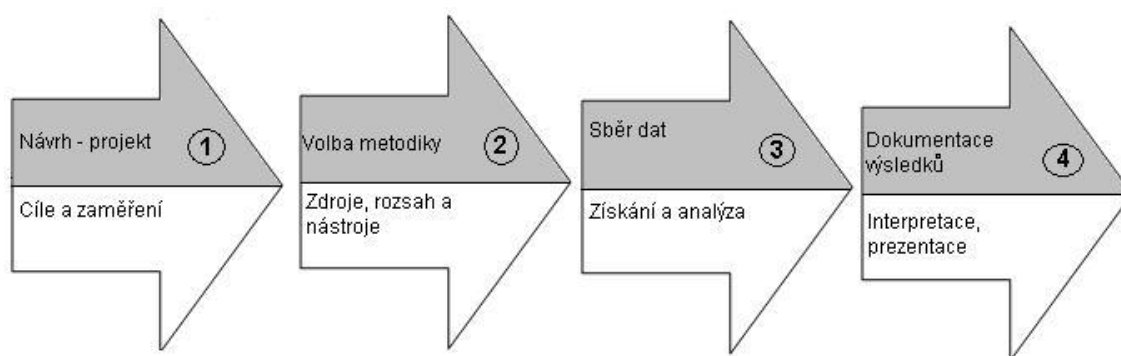 Návrh - projekt
1
Cíle a zaměření
Volba metodiky
2
Zdroje, rozsah a
nástroje
Sběr dat
3
Získání a analýza
Dokumentace
výsledků
4
Interpretace,
prezentace